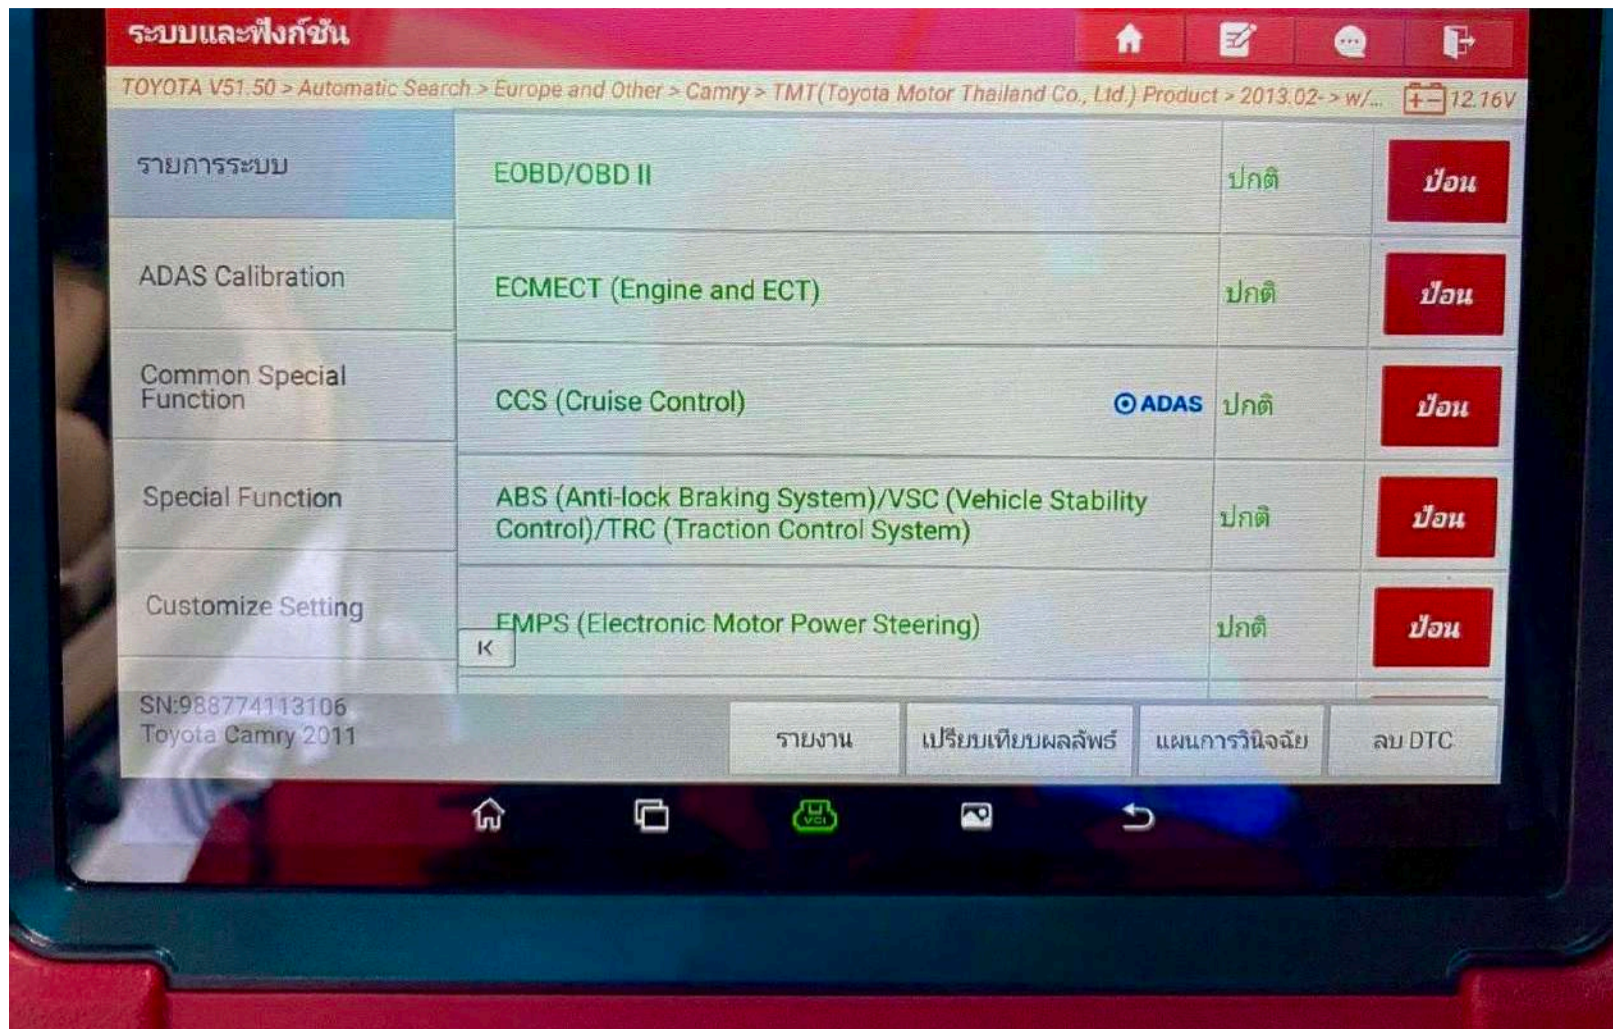 ระบบและฟังก์ชัน
TOYOTA V51.50 > Automatic Search > Europe and Other > Camry > TMT(Toyota Motor Thailand Co., Ltd.) Product > 2013.02- > w/...
12.16V
รายการระบบ
ADAS Calibration
Common Special
Function
Special Function
Customize Setting
SN:988774113106
Toyota Camry 2011
EOBD/OBD II
ปกติ
ป้อน
ECMECT (Engine and ECT)
ปกติ
ป้อน
CCS (Cruise Control)
ADAS
ปกติ
ป้อน
ABS (Anti-lock Braking System)/VSC (Vehicle Stability
Control)/TRC (Traction Control System)
ปกติ
ป้อน
EMPS (Electronic Motor Power Steering)
ปกติ
ป้อน
รายงาน
เปรียบเทียบผลลัพธ์
แผนการวินิจฉัย
ลบ DTC
VCI